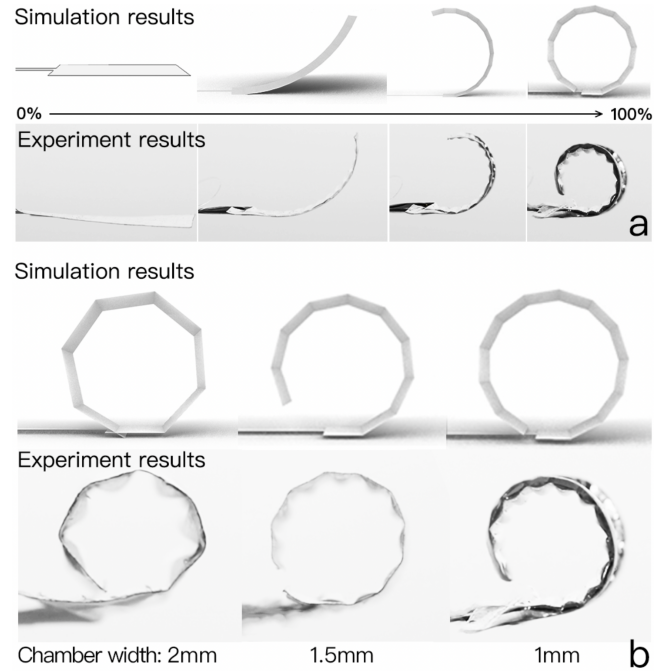 Simulation results
0% 100%
Experiment results
a
Simulation results
Experiment results
Chamber width: 2mm 1.5mm 1mm b